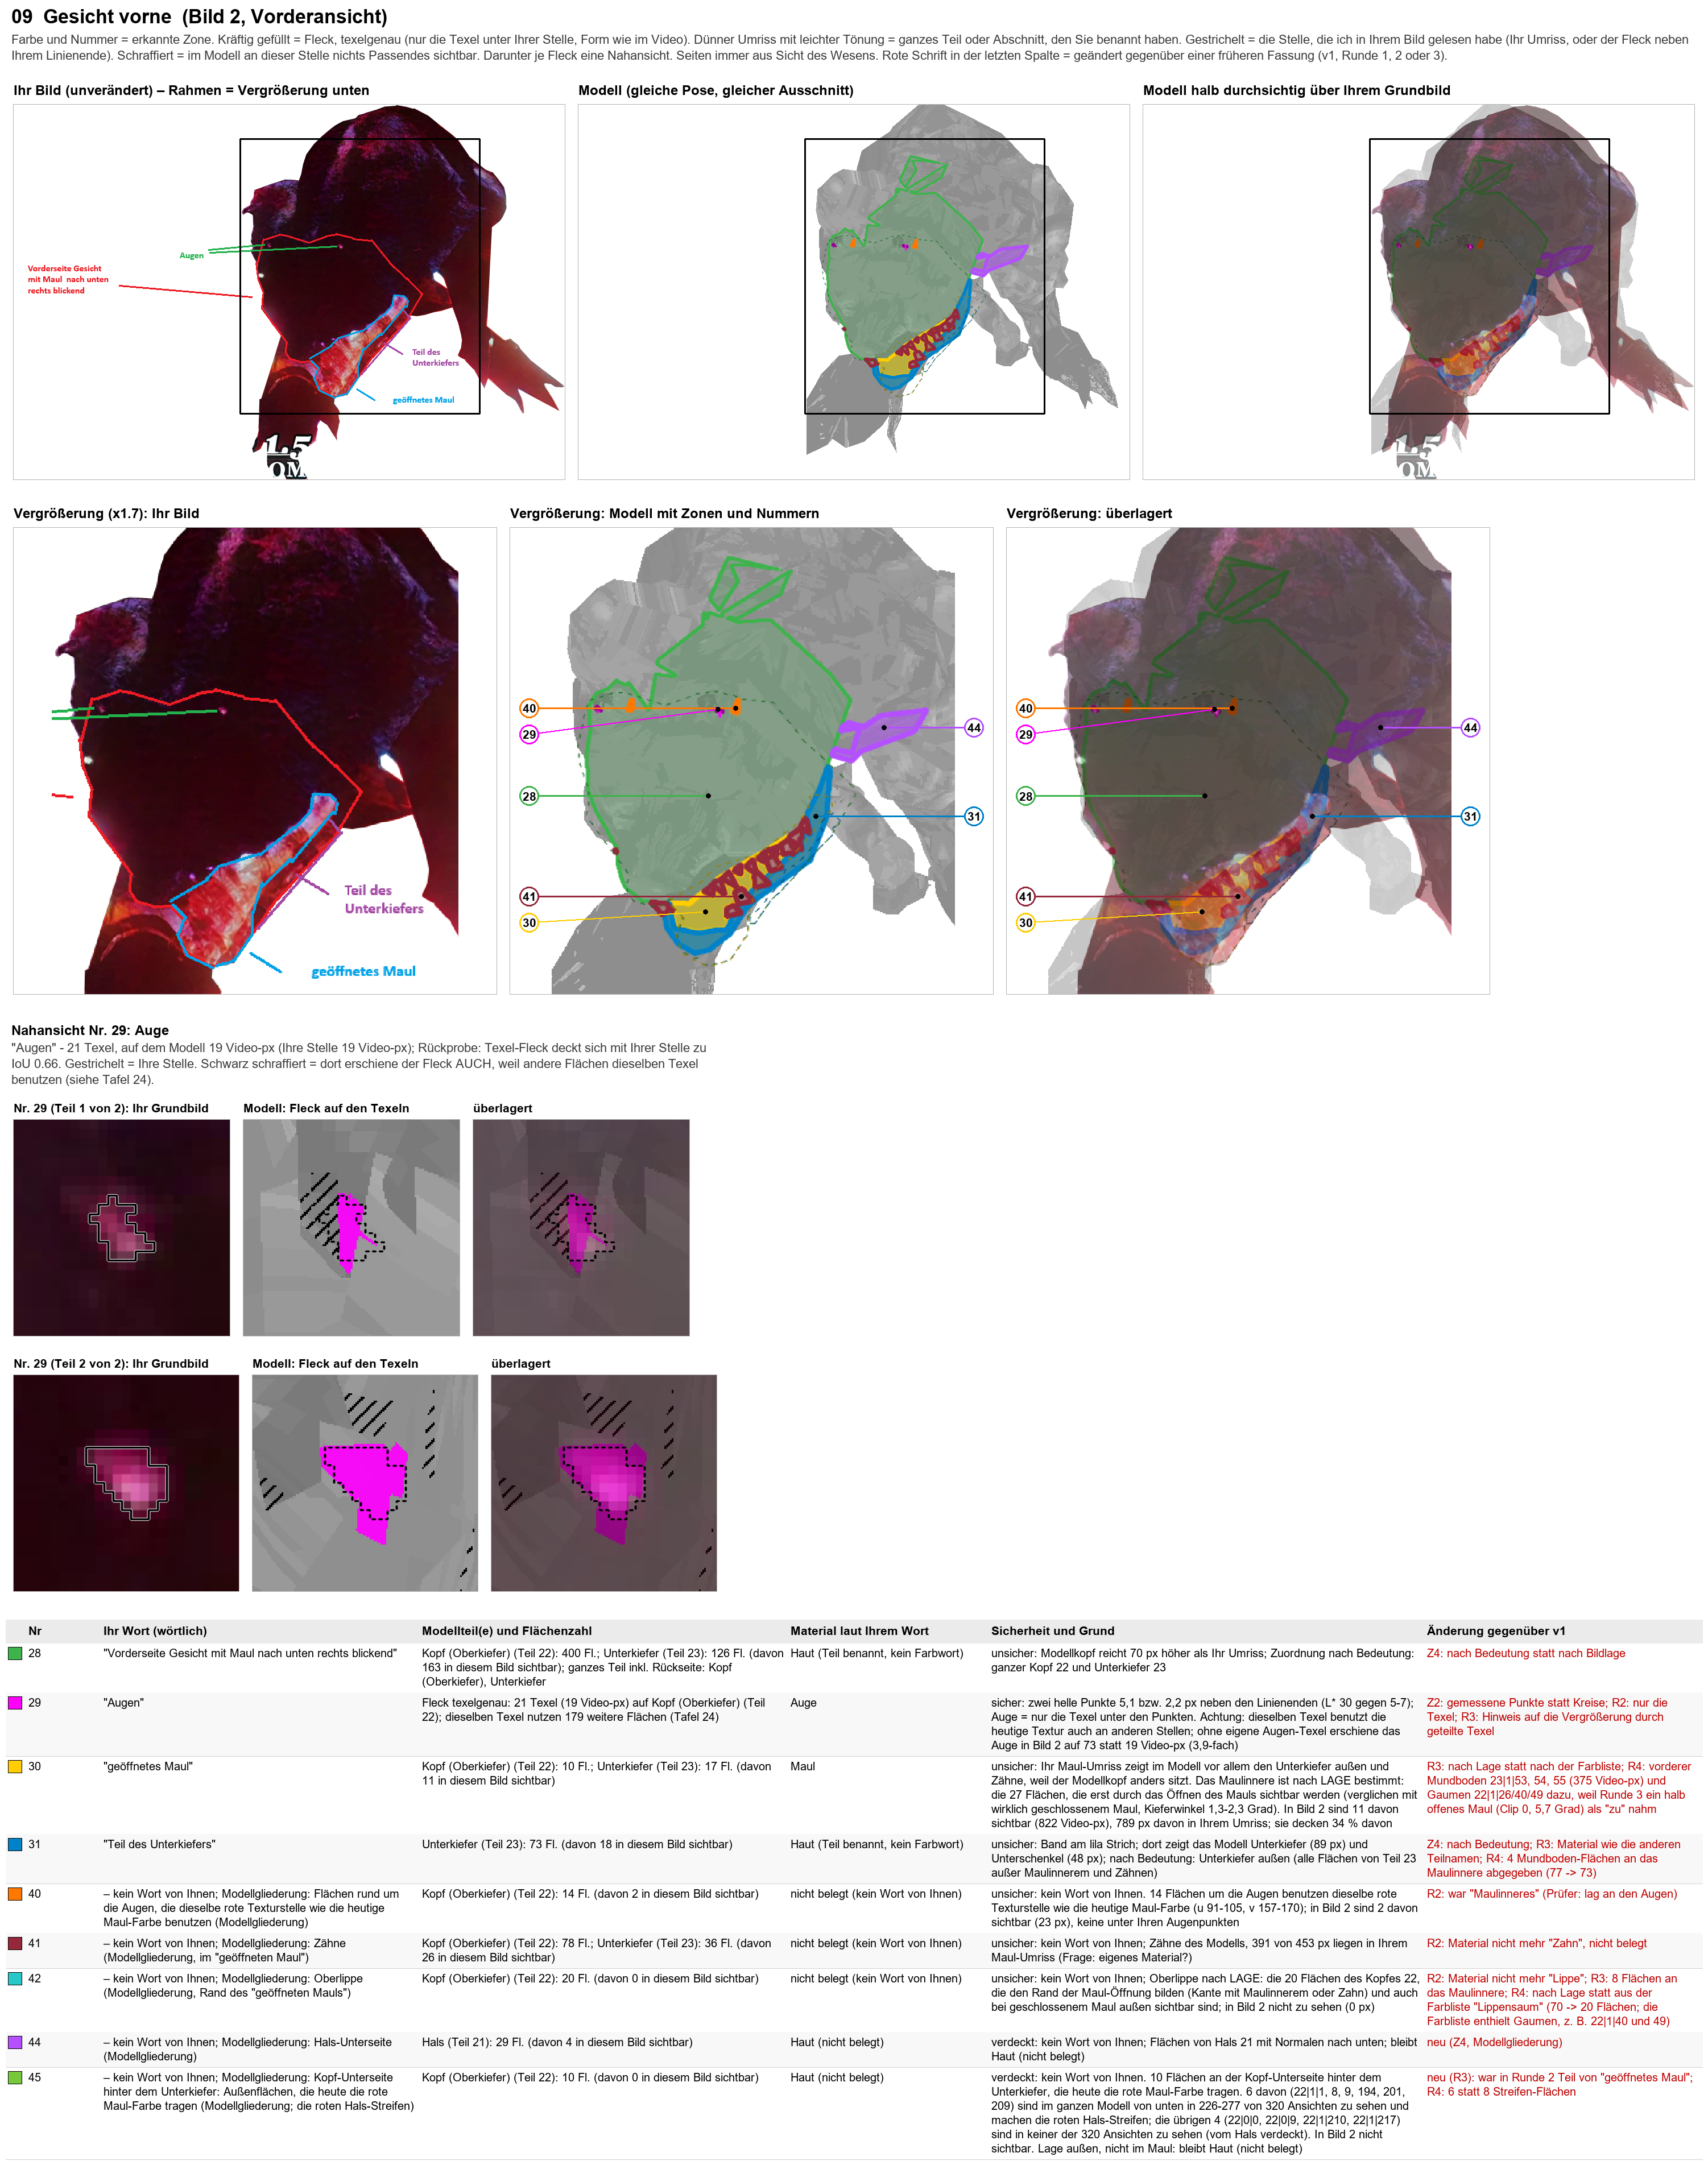 09 Gesicht vorne (Bild 2, Vorderansicht)
Farbe und Nummer = erkannte Zone. Kräftig gefüllt = Fleck, texelgenau (nur die Texel unter Ihrer Stelle, Form wie im Video). Dünner Umriss mit leichter Tönung = ganzes Teil oder Abschnitt, den Sie benannt haben. Gestrichelt = die Stelle, die ich in Ihrem Bild gelesen habe (Ihr Umriss, oder der Fleck neben
Ihrem Linienende). Schraffiert = im Modell an dieser Stelle nichts Passendes sichtbar. Darunter je Fleck eine Nahansicht. Seiten immer aus Sicht des Wesens. Rote Schrift in der letzten Spalte = geändert gegenüber einer früheren Fassung (v1, Runde 1, 2 oder 3).
Ihr Bild (unverändert) – Rahmen = Vergrößerung unten
Modell (gleiche Pose, gleicher Ausschnitt)
Modell halb durchsichtig über Ihrem Grundbild
Augen
Vorderseite Gesicht
mit Maul nach unten
rechts blickend
Teil des
Unterkiefers
geöffnetes Maul
1.5
OM
1.5
OM
Vergrößerung (x1.7): Ihr Bild
Vergrößerung: Modell mit Zonen und Nummern
Vergrößerung: überlagert
Teil des
Unterkiefers
geöffnetes Maul
40
29
28
41
30
44
31
40
29
28
41
30
44
31
Nahansicht Nr. 29: Auge
"Augen" - 21 Texel, auf dem Modell 19 Video-px (Ihre Stelle 19 Video-px); Rückprobe: Texel-Fleck deckt sich mit Ihrer Stelle zu
IoU 0.66. Gestrichelt = Ihre Stelle. Schwarz schraffiert = dort erschiene der Fleck AUCH, weil andere Flächen dieselben Texel
benutzen (siehe Tafel 24).
Nr. 29 (Teil 1 von 2): Ihr Grundbild
Modell: Fleck auf den Texeln
überlagert
Nr. 29 (Teil 2 von 2): Ihr Grundbild
Modell: Fleck auf den Texeln
überlagert
Nr
Ihr Wort (wörtlich)
Modellteil(e) und Flächenzahl
Material laut Ihrem Wort
Sicherheit und Grund
Änderung gegenüber v1
28
"Vorderseite Gesicht mit Maul nach unten rechts blickend"
Kopf (Oberkiefer) (Teil 22): 400 Fl.; Unterkiefer (Teil 23): 126 Fl. (davon
163 in diesem Bild sichtbar); ganzes Teil inkl. Rückseite: Kopf
(Oberkiefer), Unterkiefer
Haut (Teil benannt, kein Farbwort)
unsicher: Modellkopf reicht 70 px höher als Ihr Umriss; Zuordnung nach Bedeutung:
ganzer Kopf 22 und Unterkiefer 23
Z4: nach Bedeutung statt nach Bildlage
29
"Augen"
Fleck texelgenau: 21 Texel (19 Video-px) auf Kopf (Oberkiefer) (Teil
22); dieselben Texel nutzen 179 weitere Flächen (Tafel 24)
Auge
sicher: zwei helle Punkte 5,1 bzw. 2,2 px neben den Linienenden (L* 30 gegen 5-7);
Auge = nur die Texel unter den Punkten. Achtung: dieselben Texel benutzt die
heutige Textur auch an anderen Stellen; ohne eigene Augen-Texel erschiene das
Auge in Bild 2 auf 73 statt 19 Video-px (3,9-fach)
Z2: gemessene Punkte statt Kreise; R2: nur die
Texel; R3: Hinweis auf die Vergrößerung durch
geteilte Texel
30
"geöffnetes Maul"
Kopf (Oberkiefer) (Teil 22): 10 Fl.; Unterkiefer (Teil 23): 17 Fl. (davon
11 in diesem Bild sichtbar)
Maul
unsicher: Ihr Maul-Umriss zeigt im Modell vor allem den Unterkiefer außen und
Zähne, weil der Modellkopf anders sitzt. Das Maulinnere ist nach LAGE bestimmt:
die 27 Flächen, die erst durch das Öffnen des Mauls sichtbar werden (verglichen mit
wirklich geschlossenem Maul, Kieferwinkel 1,3-2,3 Grad). In Bild 2 sind 11 davon
sichtbar (822 Video-px), 789 px davon in Ihrem Umriss; sie decken 34 % davon
R3: nach Lage statt nach der Farbliste; R4: vorderer
Mundboden 23|1|53, 54, 55 (375 Video-px) und
Gaumen 22|1|26/40/49 dazu, weil Runde 3 ein halb
offenes Maul (Clip 0, 5,7 Grad) als "zu" nahm
31
"Teil des Unterkiefers"
Unterkiefer (Teil 23): 73 Fl. (davon 18 in diesem Bild sichtbar)
Haut (Teil benannt, kein Farbwort)
unsicher: Band am lila Strich; dort zeigt das Modell Unterkiefer (89 px) und
Unterschenkel (48 px); nach Bedeutung: Unterkiefer außen (alle Flächen von Teil 23
außer Maulinnerem und Zähnen)
Z4: nach Bedeutung; R3: Material wie die anderen
Teilnamen; R4: 4 Mundboden-Flächen an das
Maulinnere abgegeben (77 -> 73)
40
– kein Wort von Ihnen; Modellgliederung: Flächen rund um
die Augen, die dieselbe rote Texturstelle wie die heutige
Maul-Farbe benutzen (Modellgliederung)
Kopf (Oberkiefer) (Teil 22): 14 Fl. (davon 2 in diesem Bild sichtbar)
nicht belegt (kein Wort von Ihnen)
unsicher: kein Wort von Ihnen. 14 Flächen um die Augen benutzen dieselbe rote
Texturstelle wie die heutige Maul-Farbe (u 91-105, v 157-170); in Bild 2 sind 2 davon
sichtbar (23 px), keine unter Ihren Augenpunkten
R2: war "Maulinneres" (Prüfer: lag an den Augen)
41
– kein Wort von Ihnen; Modellgliederung: Zähne
(Modellgliederung, im "geöffneten Maul")
Kopf (Oberkiefer) (Teil 22): 78 Fl.; Unterkiefer (Teil 23): 36 Fl. (davon
26 in diesem Bild sichtbar)
nicht belegt (kein Wort von Ihnen)
unsicher: kein Wort von Ihnen; Zähne des Modells, 391 von 453 px liegen in Ihrem
Maul-Umriss (Frage: eigenes Material?)
R2: Material nicht mehr "Zahn", nicht belegt
42
– kein Wort von Ihnen; Modellgliederung: Oberlippe
(Modellgliederung, Rand des "geöffneten Mauls")
Kopf (Oberkiefer) (Teil 22): 20 Fl. (davon 0 in diesem Bild sichtbar)
nicht belegt (kein Wort von Ihnen)
unsicher: kein Wort von Ihnen; Oberlippe nach LAGE: die 20 Flächen des Kopfes 22,
die den Rand der Maul-Öffnung bilden (Kante mit Maulinnerem oder Zahn) und auch
bei geschlossenem Maul außen sichtbar sind; in Bild 2 nicht zu sehen (0 px)
R2: Material nicht mehr "Lippe"; R3: 8 Flächen an
das Maulinnere; R4: nach Lage statt aus der
Farbliste "Lippensaum" (70 -> 20 Flächen; die
Farbliste enthielt Gaumen, z. B. 22|1|40 und 49)
44
– kein Wort von Ihnen; Modellgliederung: Hals-Unterseite
(Modellgliederung)
Hals (Teil 21): 29 Fl. (davon 4 in diesem Bild sichtbar)
Haut (nicht belegt)
verdeckt: kein Wort von Ihnen; Flächen von Hals 21 mit Normalen nach unten; bleibt
Haut (nicht belegt)
neu (Z4, Modellgliederung)
45
– kein Wort von Ihnen; Modellgliederung: Kopf-Unterseite
hinter dem Unterkiefer: Außenflächen, die heute die rote
Maul-Farbe tragen (Modellgliederung; die roten Hals-Streifen)
Kopf (Oberkiefer) (Teil 22): 10 Fl. (davon 0 in diesem Bild sichtbar)
Haut (nicht belegt)
verdeckt: kein Wort von Ihnen. 10 Flächen an der Kopf-Unterseite hinter dem
Unterkiefer, die heute die rote Maul-Farbe tragen. 6 davon (22|1|1, 8, 9, 194, 201,
209) sind im ganzen Modell von unten in 226-277 von 320 Ansichten zu sehen und
machen die roten Hals-Streifen; die übrigen 4 (22|0|0, 22|0|9, 22|1|210, 22|1|217)
sind in keiner der 320 Ansichten zu sehen (vom Hals verdeckt). In Bild 2 nicht
sichtbar. Lage außen, nicht im Maul: bleibt Haut (nicht belegt)
neu (R3): war in Runde 2 Teil von "geöffnetes Maul";
R4: 6 statt 8 Streifen-Flächen